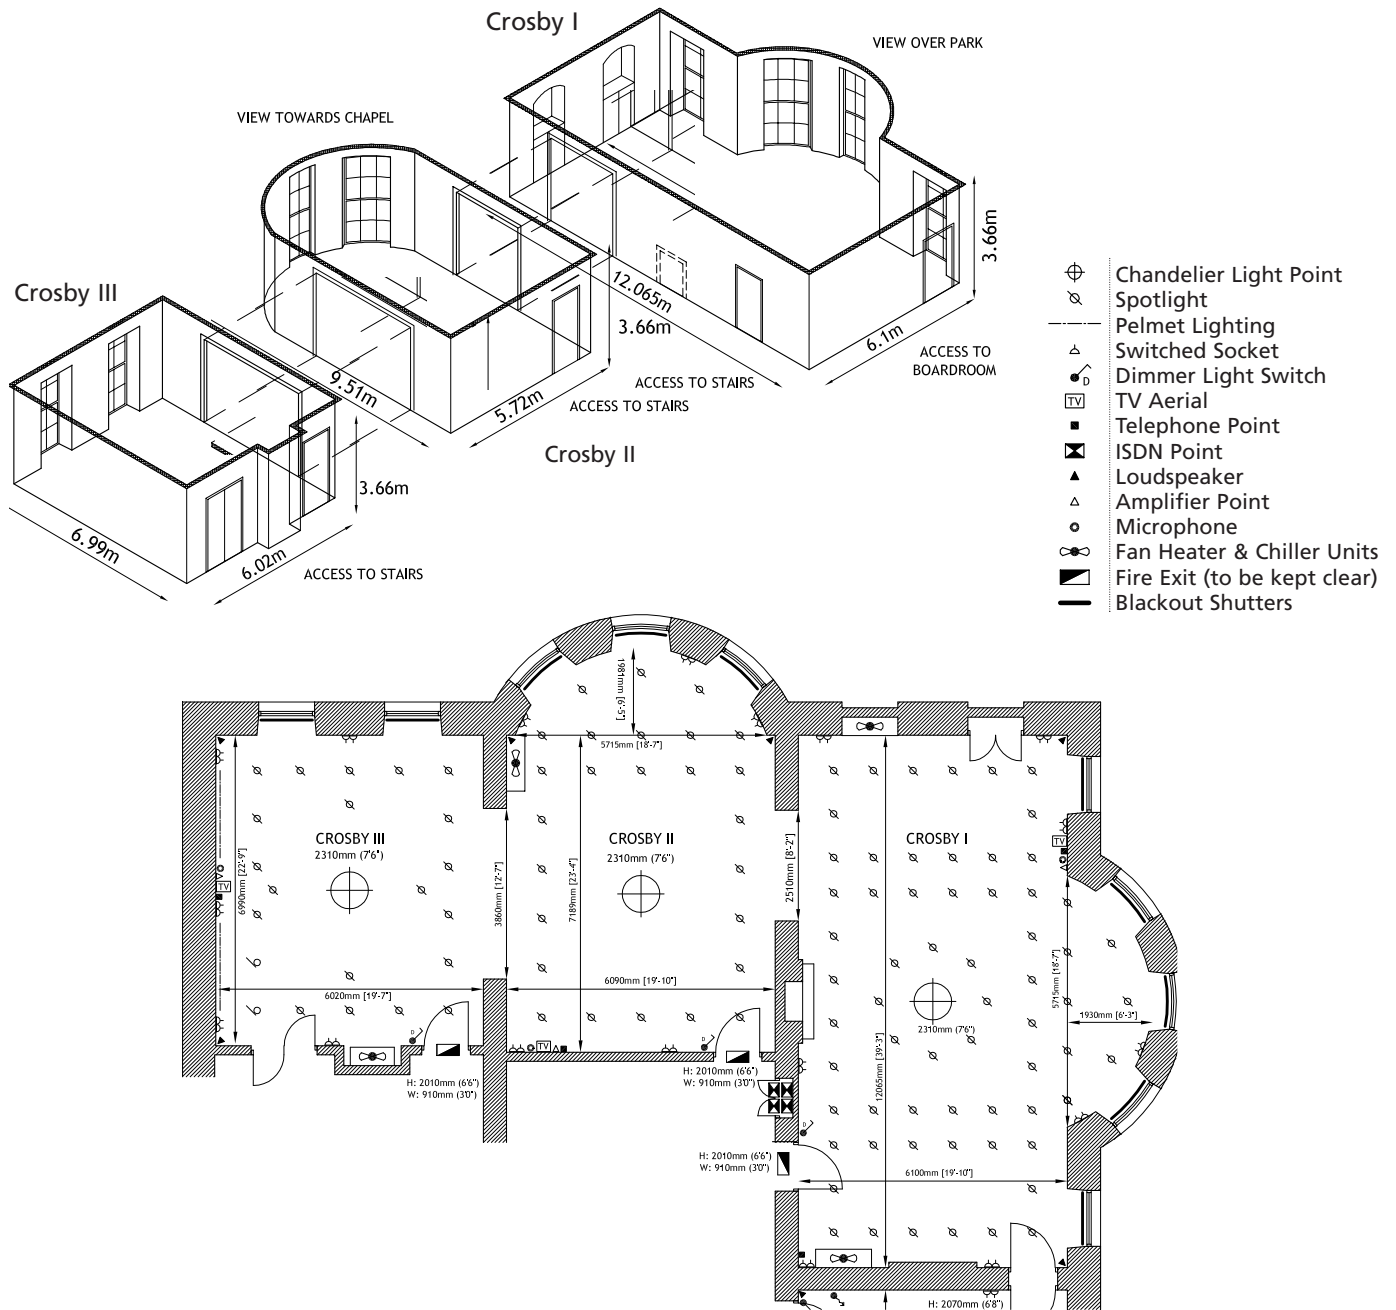 Crosby I
VIEW OVER PARK
VIEW TOWARDS CHAPEL
3.66m
12.065m
6.1m
ACCESS TO
BOARDROOM
Crosby III
3.66m
9.51m
ACCESS TO STAIRS
5.72m
ACCESS TO STAIRS
Crosby II
3.66m
6.99m
6.02m
ACCESS TO STAIRS
Chandelier Light Point
Spotlight
Pelmet Lighting
Switched Socket
D
Dimmer Light Switch
TV
TV Aerial
Telephone Point
ISDN Point
Loudspeaker
Amplifier Point
Microphone
Fan Heater & Chiller Units
Fire Exit (to be kept clear)
Blackout Shutters
1981mm [6'-5"]
5715mm [18'-7"]
CROSBY III
2310mm (7'6")
CROSBY II
2310mm (7'6")
CROSBY I
TV
TV
6990mm [22'-9"]
3860mm [12'-7"]
7189mm [23'-4"]
2510mm [8'-2"]
6020mm [19'-7"]
6090mm [19'-10"]
5715mm [18'-7"]
2310mm (7'6")
1930mm [6'-3"]
12065mm [39'-3"]
D
TV
D
H: 2010mm (6'6")
W: 910mm (3'0")
H: 2010mm (6'6")
W: 910mm (3'0")
D
H: 2010mm (6'6")
W: 910mm (3'0")
6100mm [19'-10"]
D
H: 2070mm (6'8")